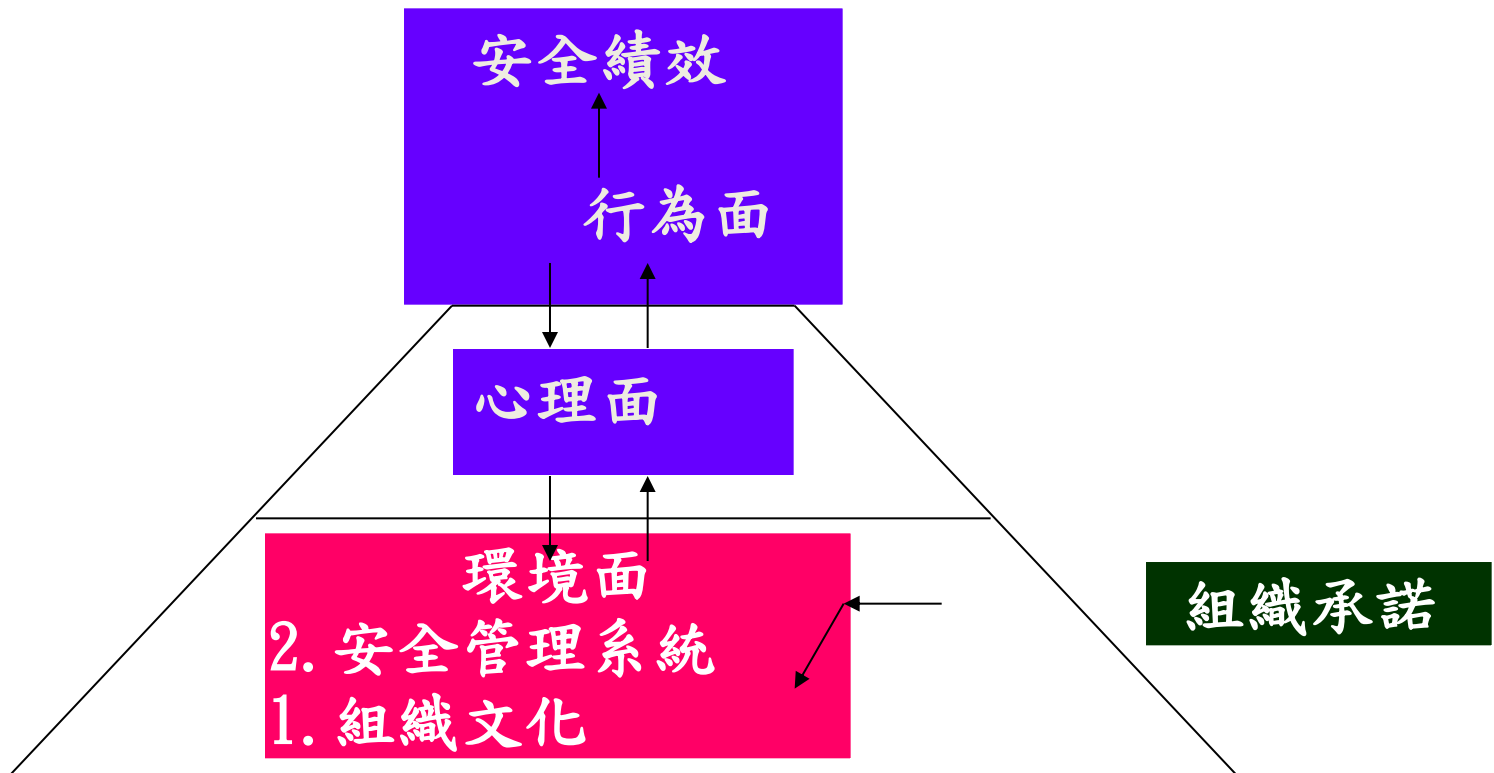 安全績效
行為面
心理面
環境面
2.安全管理系統
1.組織文化
組織承諾